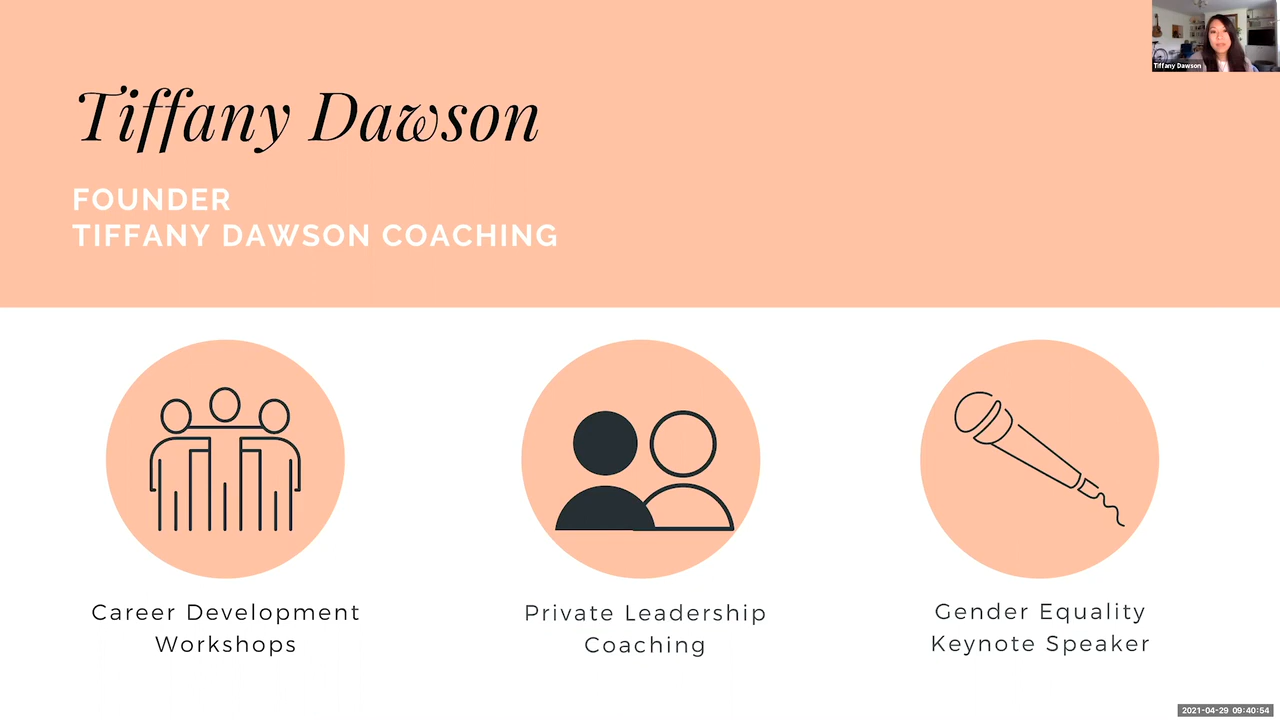 Tiffany Dawson
Tiffany Dawson
FOUNDER
TIFFANY DAWSON COACHING
Career Development
Workshops
Private Leadership
Coaching
Gender Equality
Keynote Speaker
2021-04-29 09:40:54